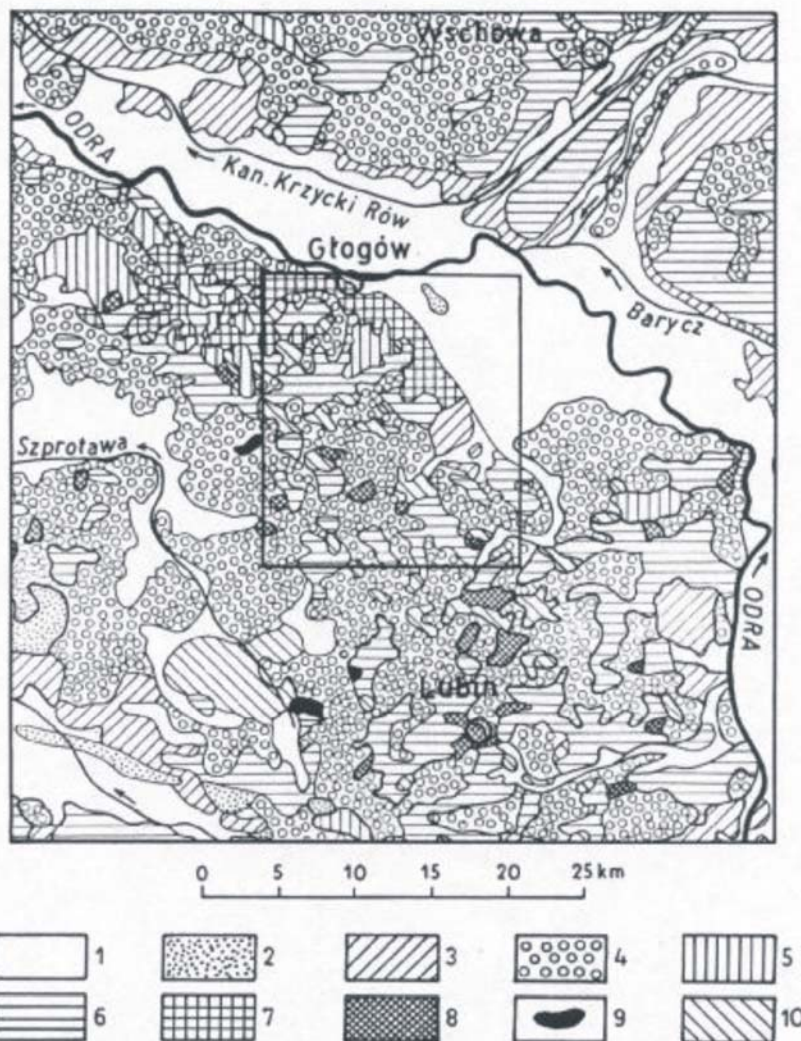 Wschowa
ODRA
Kan. Krzycki Rów
Głogów
Barycz
Szprotawa
ODRA
Lubin
0 5 10 15 20 25 km
1 2 3 4 5
6 7 8 9 10